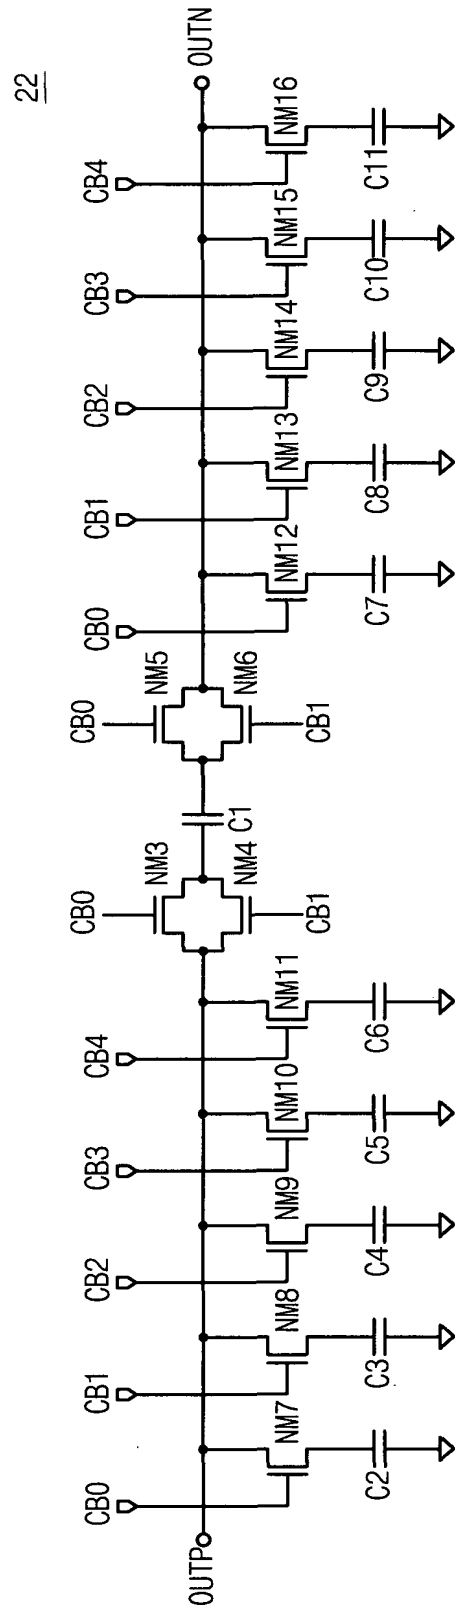 22
CB0
CB1
CB2
CB3
CB4
CB0
CB0
CB0
CB1
CB2
CB3
CB4
OUTP
NM7
NM8
NM9
NM10
NM11
NM3
NM4
NM5
NM6
NM12
NM13
NM14
NM15
NM16
OUTN
CB1
CB1
C1
C2
C3
C4
C5
C6
C7
C8
C9
C10
C11